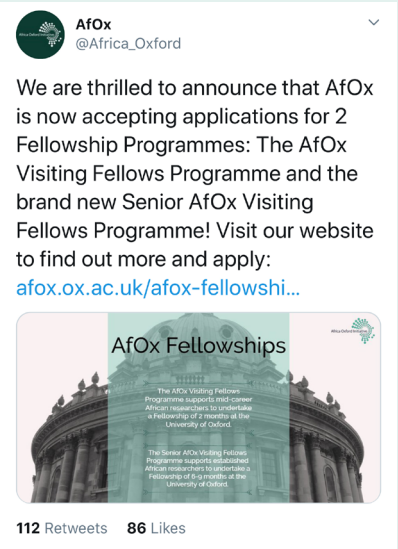 AfOx
@Africa_Oxford
We are thrilled to announce that AfOx
is now accepting applications for 2
Fellowship Programmes: The AfOx
Visiting Fellows Programme and the
brand new Senior AfOx Visiting
Fellows Programme! Visit our website
to find out more and apply:
afox.ox.ac.uk/afox-fellowshi...
Africa Oxford Initiative
AfOx Fellowships
The AfOx Visiting Fellows
Programme supports mid-career
African researchers to undertake
a Fellowship of 2 months at the
University of Oxford.
The Senior AfOx Visiting Fellows
Programme supports established
African researchers to undertake a
Fellowship of 6-9 months at the
University of Oxford.
112 Retweets 86 Likes